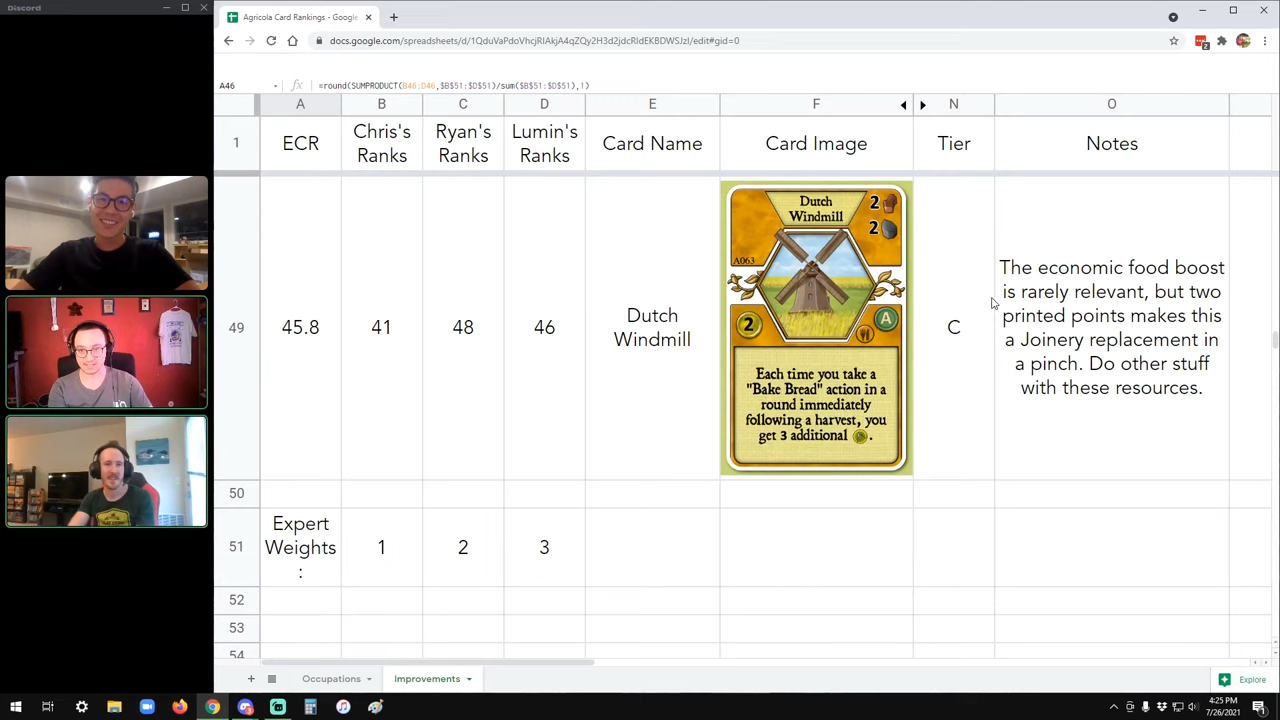 Discord
Agricola Card Rankings - Google
docs.google.com/spreadsheets/d/1QduVaPdoVhcjRIAkjA4qZQy2H3d2jdcRldEKBDWSJzI/edit#gid=0
A46
=round(SUMPRODUCT(B46:D46,$B$51:$D$51)/sum($B$51:$D$51),1)
A B C D E F N O
1
ECR
Chris's
Ranks
Ryan's
Ranks
Lumin's
Ranks
Card Name
Card Image
Tier
Notes
49
45.8
41
48
46
Dutch
Windmill
Dutch
Windmill
2
2
A063
2
A
Each time you take a
"Bake Bread" action in a
round immediately
following a harvest, you
get 3 additional
C
The economic food boost
is rarely relevant, but two
printed points makes this
a Joinery replacement in
a pinch. Do other stuff
with these resources.
50
51
Expert
Weights
:
1
2
3
52
53
54
Occupations
Improvements
Explore
4:25 PM
7/26/2021